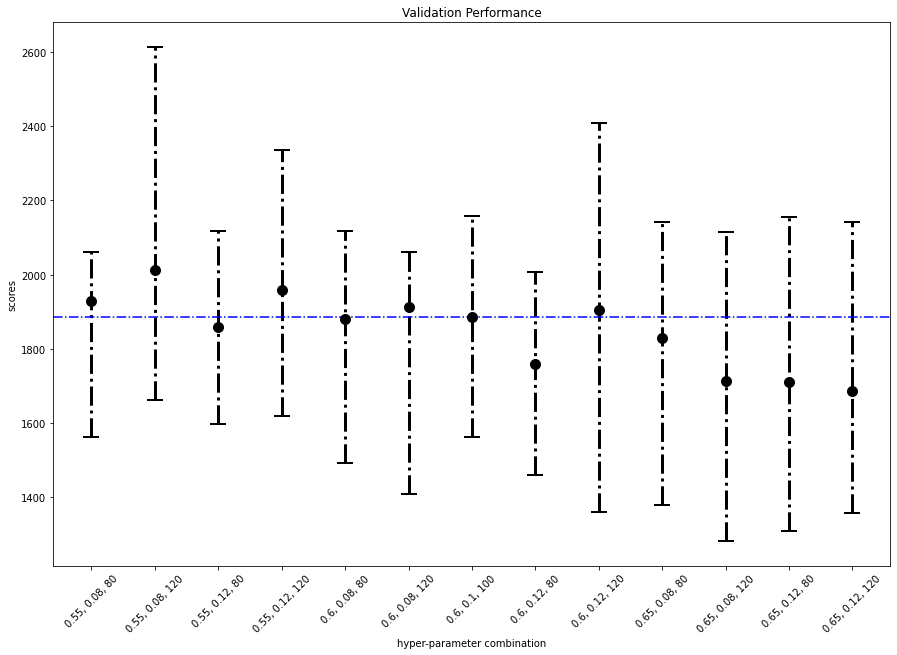 Validation Performance
2600
2400
2200
2000
1800
1600
1400
scores
0.55, 0.08, 80
0.55, 0.08, 120
0.55, 0.12, 80
0.55, 0.12, 120
0.6, 0.08, 80
0.6, 0.08, 120
0.6, 0.1, 100
0.6, 0.12, 80
0.6, 0.12, 120
0.65, 0.08, 80
0.65, 0.08, 120
0.65, 0.12, 80
0.65, 0.12, 120
hyper-parameter combination